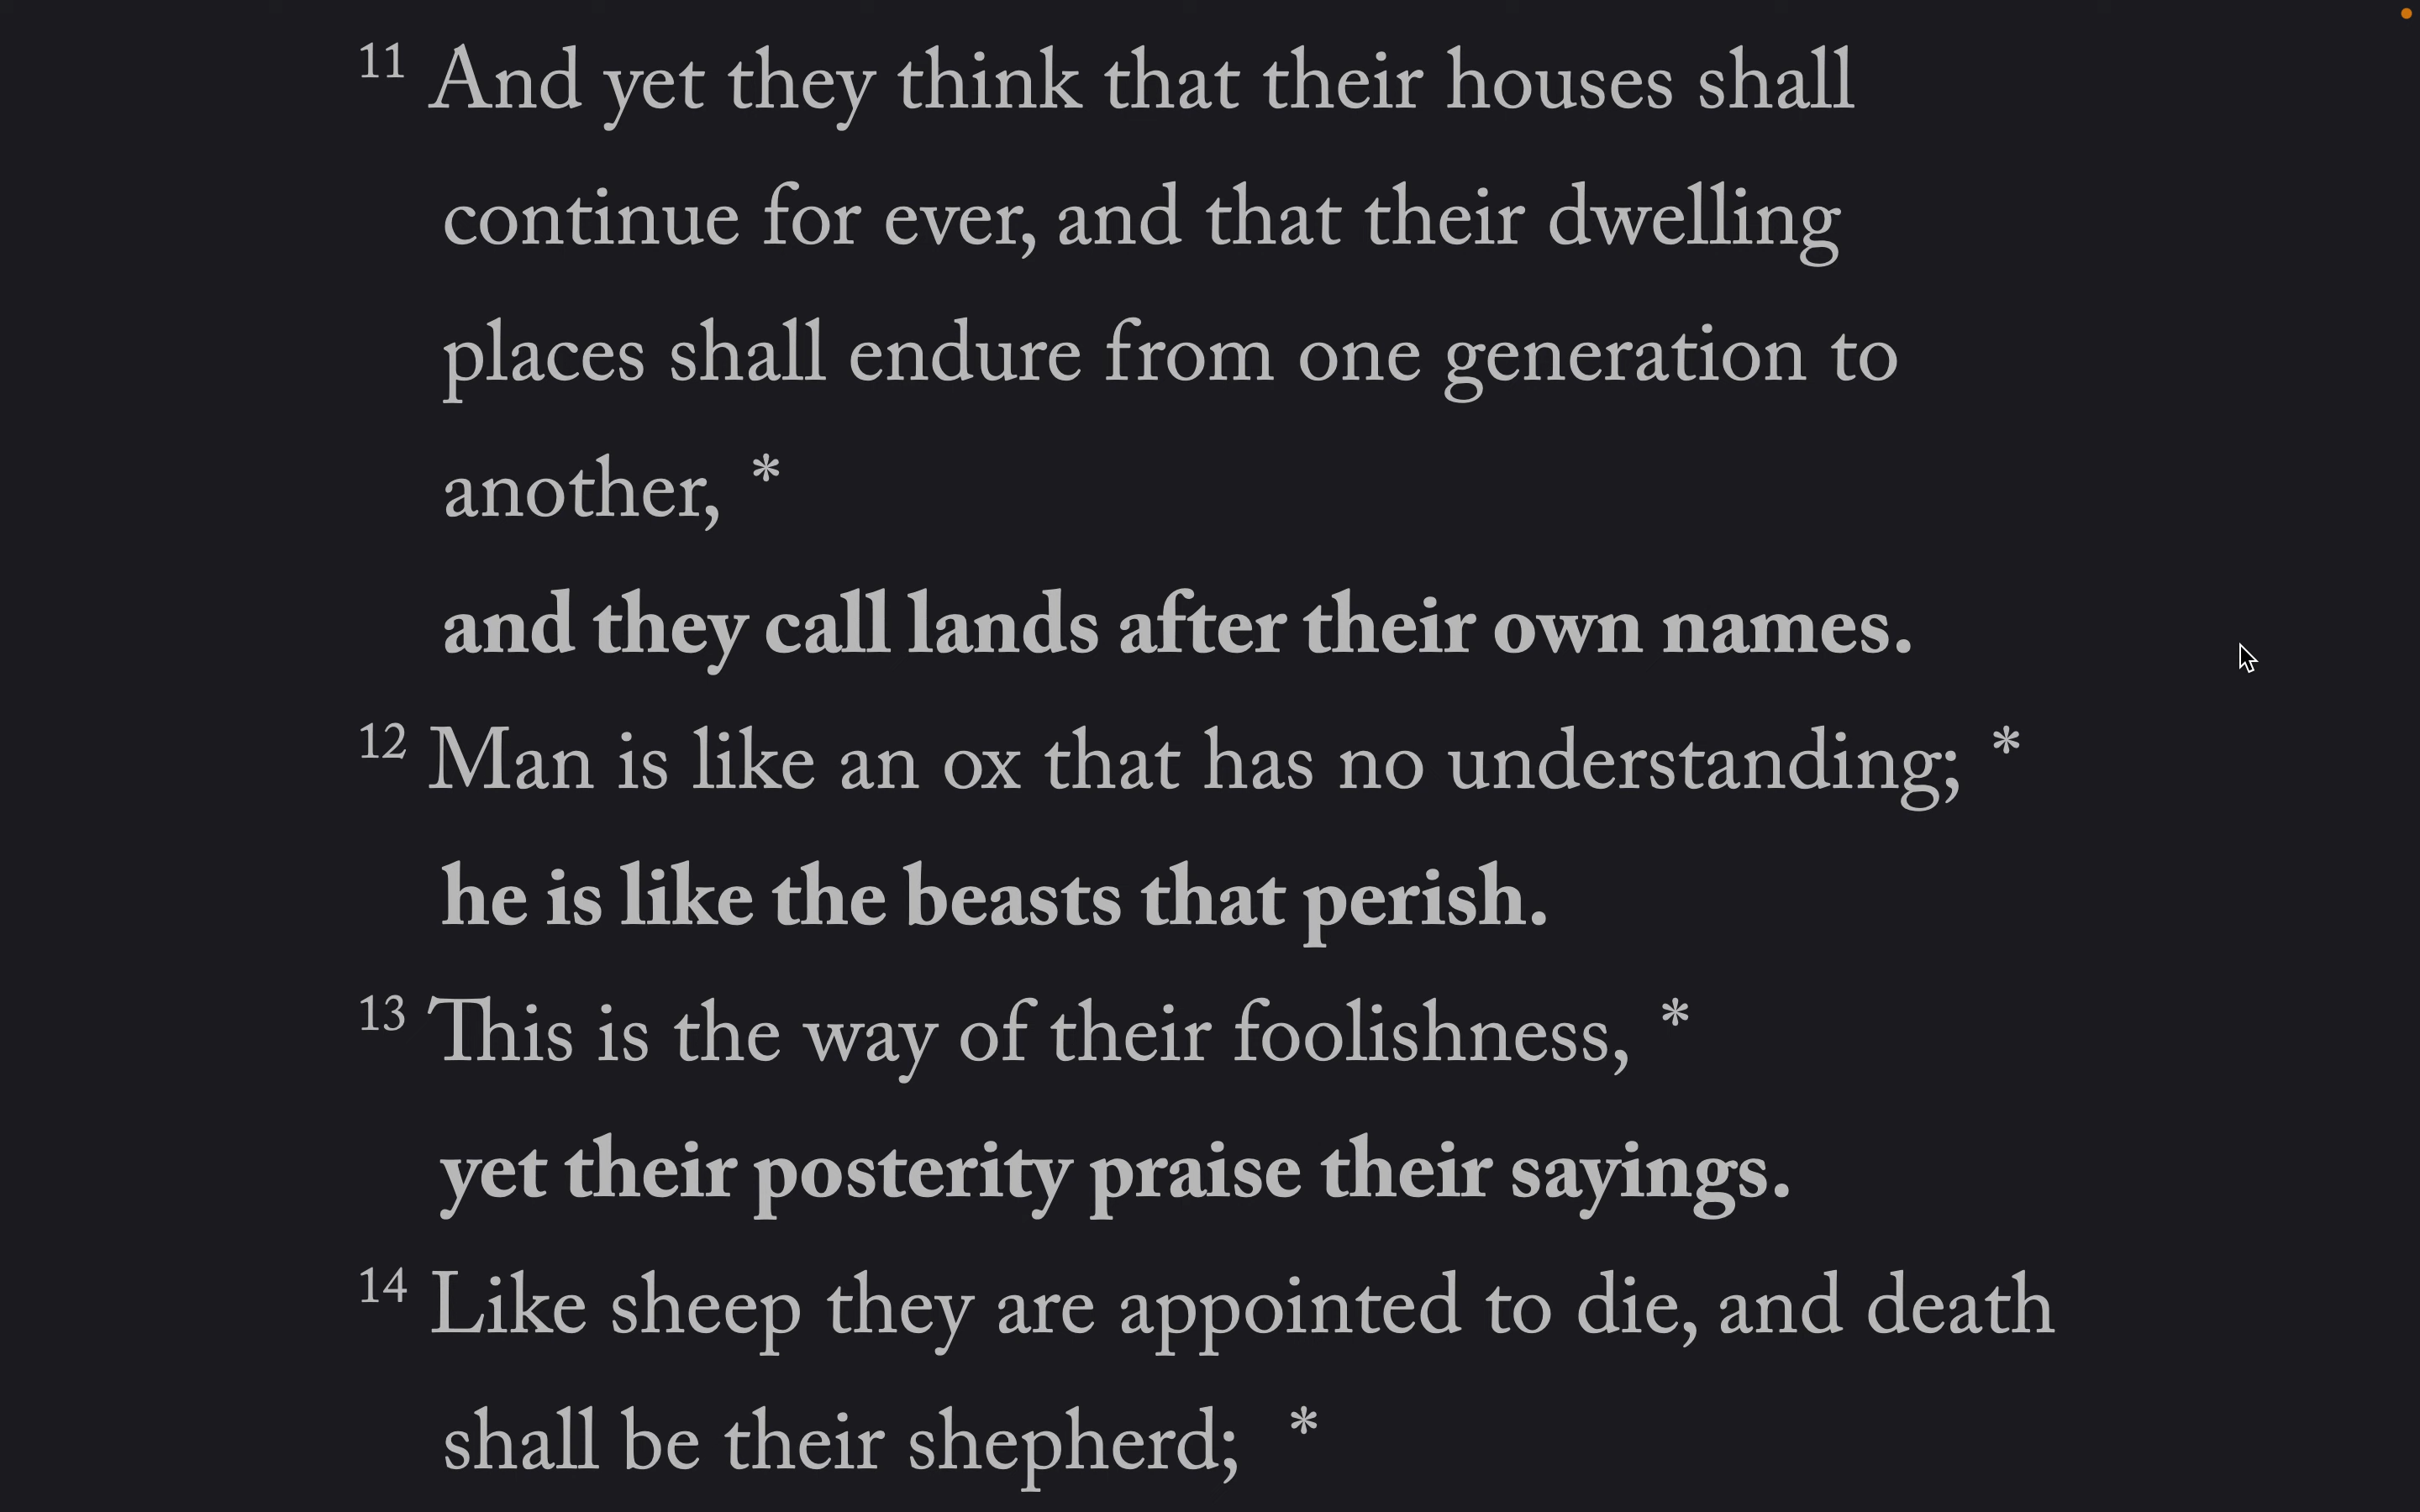 11 And yet they think that their houses shall
continue for ever, and that their dwelling
places shall endure from one generation to
another, *
and they call lands after their own names.
12 Man is like an ox that has no understanding; *
he is like the beasts that perish.
13 This is the way of their foolishness, *
yet their posterity praise their sayings.
14 Like sheep they are appointed to die, and death
shall be their shepherd; *